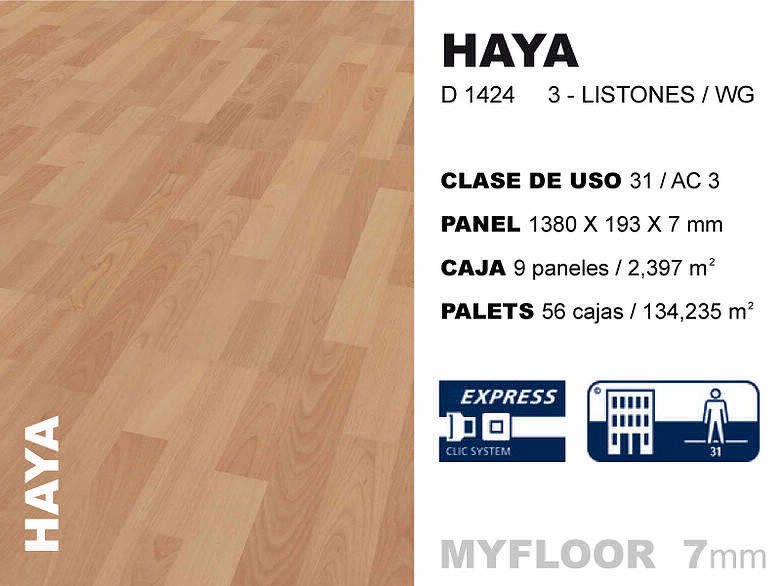 HAYA
D 1424 3 - LISTONES / WG
CLASE DE USO 31 / AC 3
PANEL 1380 X 193 X 7 mm
CAJA 9 paneles / 2,397 m²
PALETS 56 cajas / 134,235 m²
EXPRESS
CLIC SYSTEM
©
31
HAYA
MYFLOOR 7mm